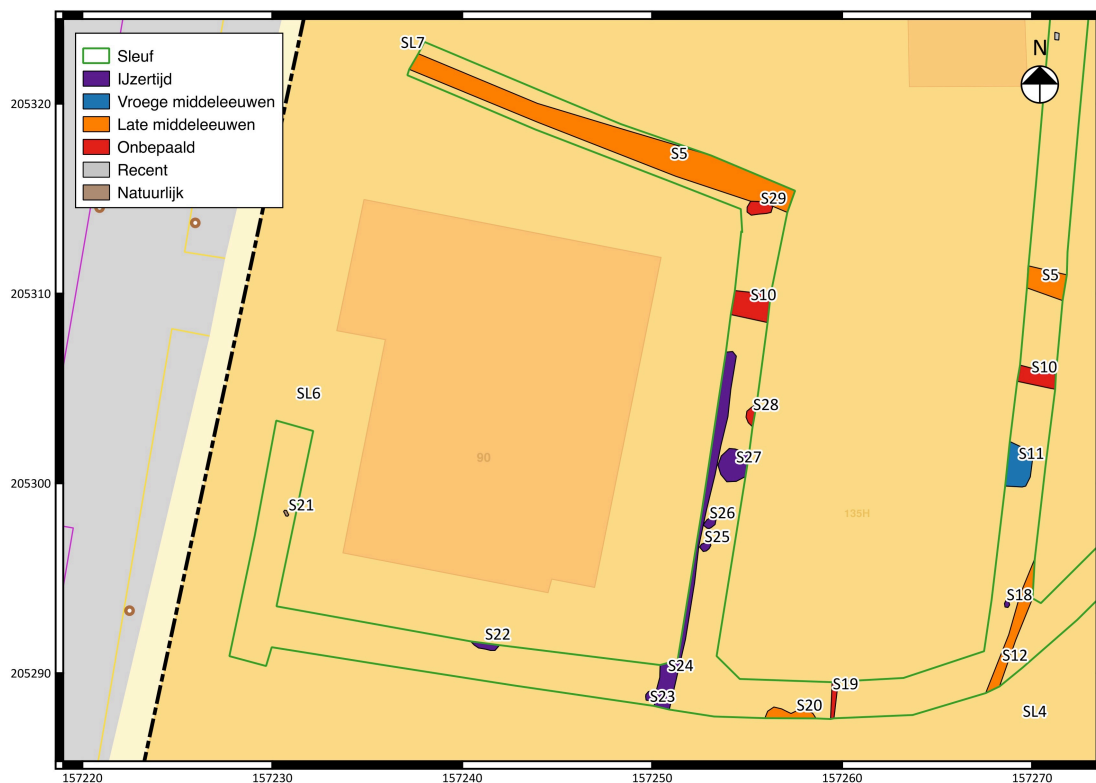 SL7
N
Sleuf
IJzertijd
Vroege middeleeuwen
Late middeleeuwen
Onbepaald
Recent
Natuurlijk
205320
S5
S29
S5
205310
S10
S10
SL6
S28
S11
90
S27
205300
S21
S26
135H
S25
S18
S22
S12
S24
205290
S23
S19
S20
SL4
157220
157230
157240
157250
157260
157270